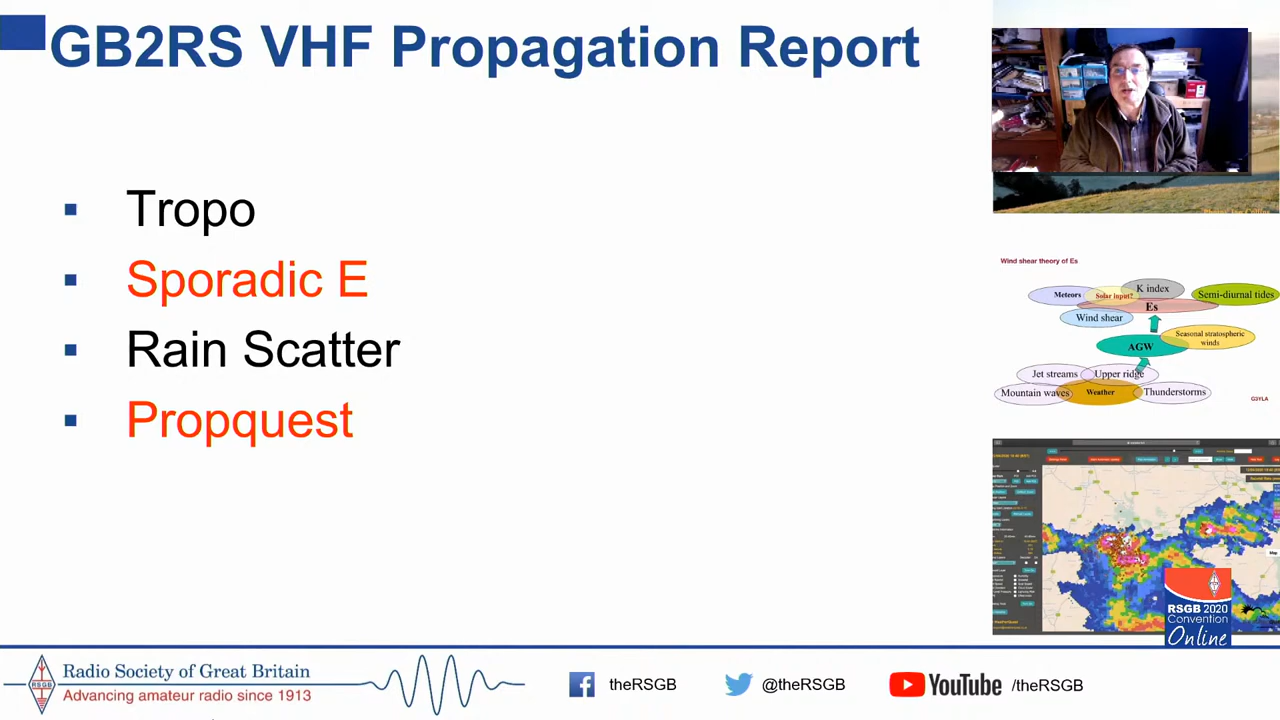 GB2RS VHF Propagation Report
Tropo
Sporadic E
Rain Scatter
Propquest
Wind shear theory of Es
Meteors
Solar input?
K index
Semi-diurnal tides
Es
Wind shear
AGW
Seasonal stratospheric
winds
Jet streams
Upper ridge
Mountain waves
Weather
Thunderstorms
G3YLA
RSGB 2020
Convention
Online
RSGB
Radio Society of Great Britain
Advancing amateur radio since 1913
theRSGB
@theRSGB
YouTube /theRSGB